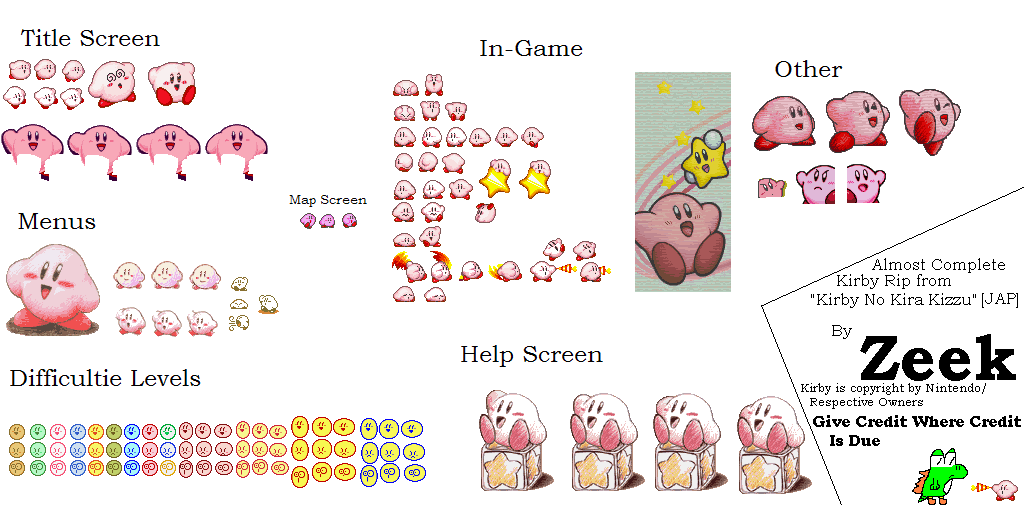 Title Screen
In-Game
Other
Map Screen
Menus
Almost Complete
Kirby Rip from
"Kirby No Kira Kizzu" [JAP]
By
Zeek
Help Screen
Difficultie Levels
Kirby is copyright by Nintendo/
Respective Owners
Give Credit Where Credit
Is Due